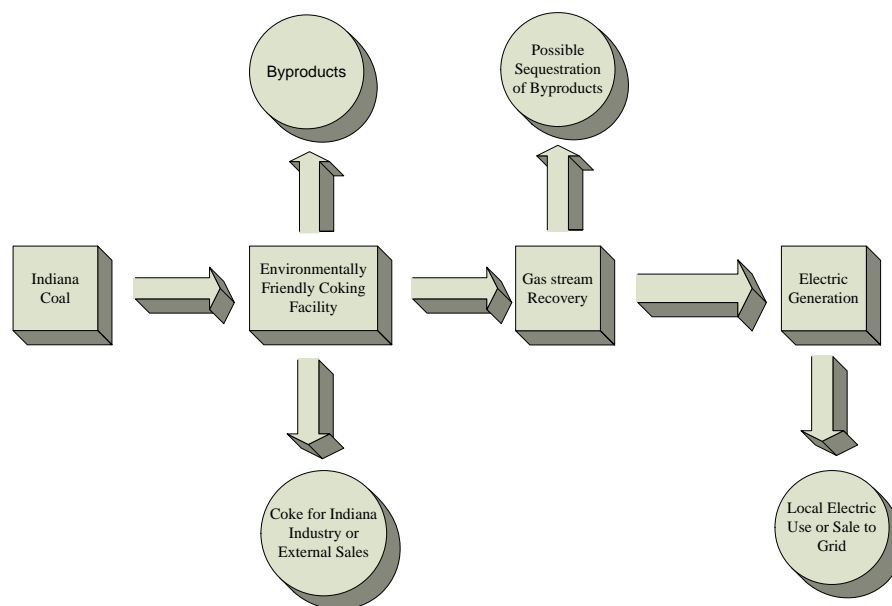 Byproducts
Possible
Sequestration
of Byproducts
Indiana
Coal
Environmentally
Friendly Coking
Facility
Gas stream
Recovery
Electric
Generation
Coke for Indiana
Industry or
External Sales
Local Electric
Use or Sale to
Grid